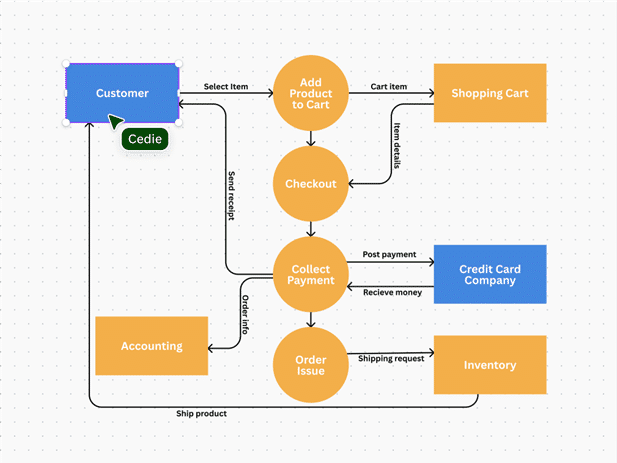 Customer
Cedie
Select Item
Add
Product
to Cart
Cart item
Shopping Cart
Item details
Checkout
Send receipt
Collect
Payment
Post payment
Recieve money
Credit Card
Company
Order info
Accounting
Order
Issue
Shipping request
Inventory
Ship product